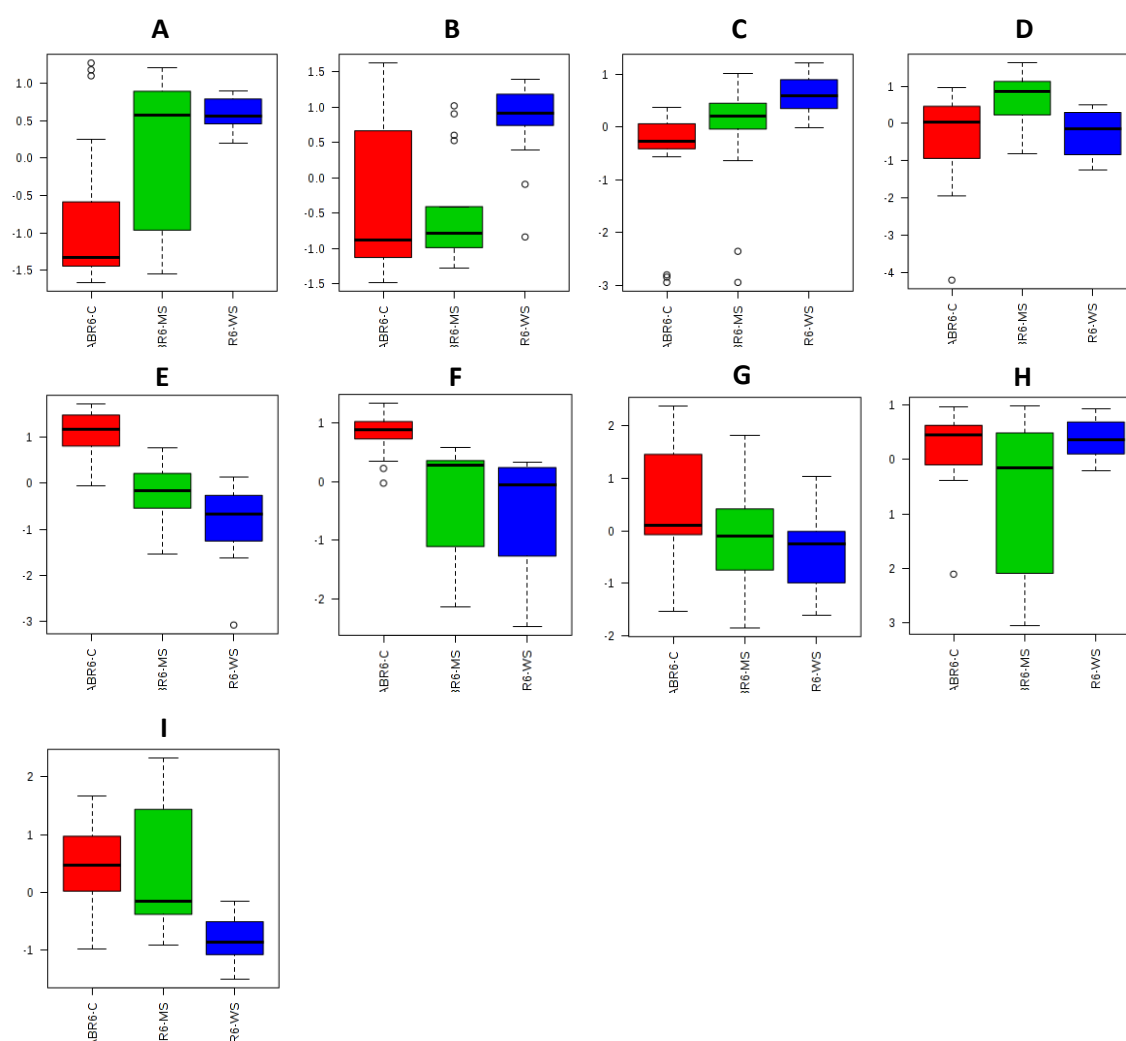 A
1.0
0.5
0.0
-0.5
-1.0
-1.5
ABR6-C
BR6-MS
R6-WS
B
1.5
1.0
0.5
0.0
-0.5
-1.0
-1.5
ABR6-C
BR6-MS
R6-WS
C
1
0
-1
-2
-3
ABR6-C
BR6-MS
R6-WS
D
1
0
-1
-2
-3
-4
ABR6-C
BR6-MS
R6-WS
E
1
0
-1
-2
-3
ABR6-C
BR6-MS
R6-WS
F
1
0
-1
-2
ABR6-C
BR6-MS
R6-WS
G
2
1
0
-1
-2
ABR6-C
BR6-MS
R6-WS
H
1
0
1
2
3
ABR6-C
BR6-MS
R6-WS
I
2
1
0
-1
ABR6-C
R6-MS
R6-WS